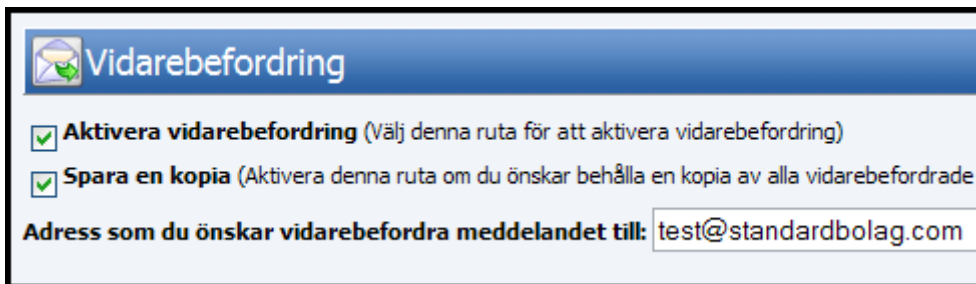 Vidarebefordring
Aktivera vidarebefordring (Välj denna ruta för att aktivera vidarebefordring)
Spara en kopia (Aktivera denna ruta om du önskar behålla en kopia av alla vidarebefordrade
Adress som du önskar vidarebefordra meddelandet till: test@standardbolag.com